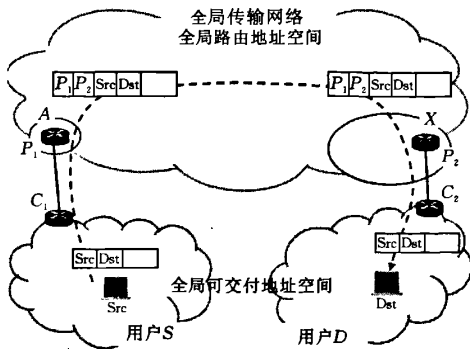 全局传输网络
全局路由地址空间
P₁ P₂ Src Dst
P₁ P₂ Src Dst
A
P₁
X
P₂
C₁
C₂
Src Dst
Src Dst
全局可交付地址空间
Src
Dst
用户S
用户D